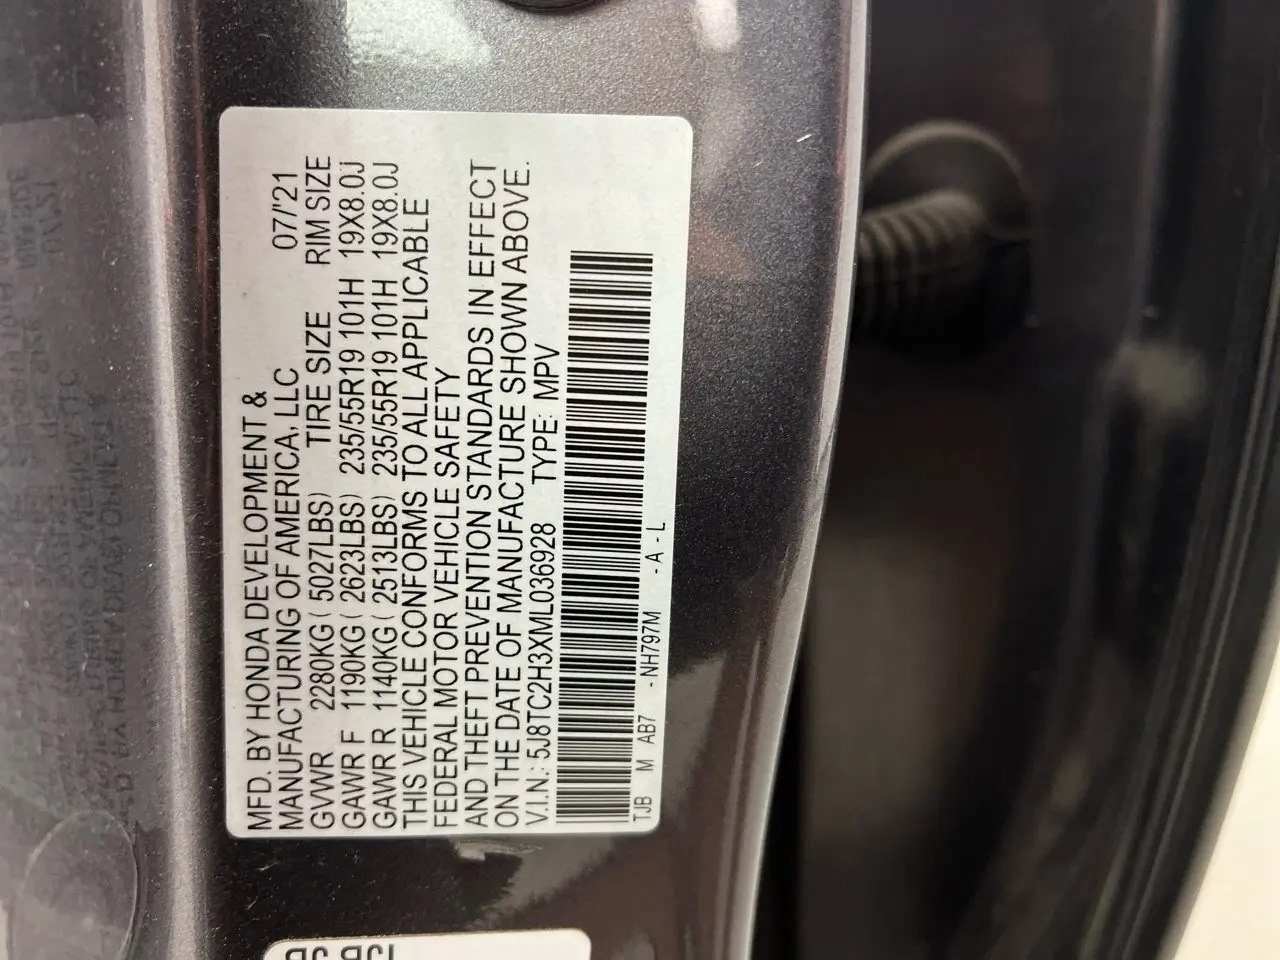 MFD. BY HONDA DEVELOPMENT &
MANUFACTURING OF AMERICA, LLC 07/'21
GVWR 2280KG ( 5027LBS) TIRE SIZE RIM SIZE
GAWR F 1190KG ( 2623LBS) 235/55R19 101H 19X8.0J
GAWR R 1140KG ( 2513LBS) 235/55R19 101H 19X8.0J
THIS VEHICLE CONFORMS TO ALL APPLICABLE
FEDERAL MOTOR VEHICLE SAFETY
AND THEFT PREVENTION STANDARDS IN EFFECT
ON THE DATE OF MANUFACTURE SHOWN ABOVE.
V.I.N.: 5J8TC2H3XML036928 TYPE: MPV
TJB M AB7 - NH797M - A - L